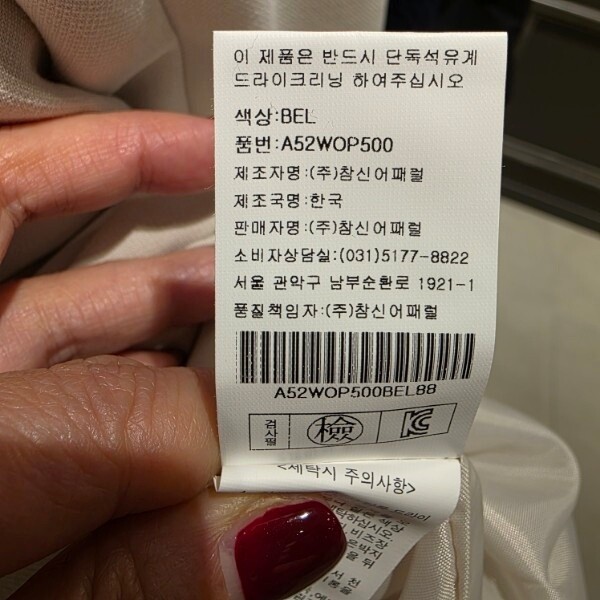 이 제품은 반드시 단독석유계
드라이크리닝 하여주십시오
색상:BEL
품번:A52WOP500
제조자명:(주)참신어패럴
제조국명:한국
판매자명:(주)참신어패럴
소비자상담실:(031)5177-8822
서울 관악구 남부순환로 1921-1
품질책임자:(주)참신어패럴
A52WOP500BEL88
검사필
檢
<세탁시 주의사항>